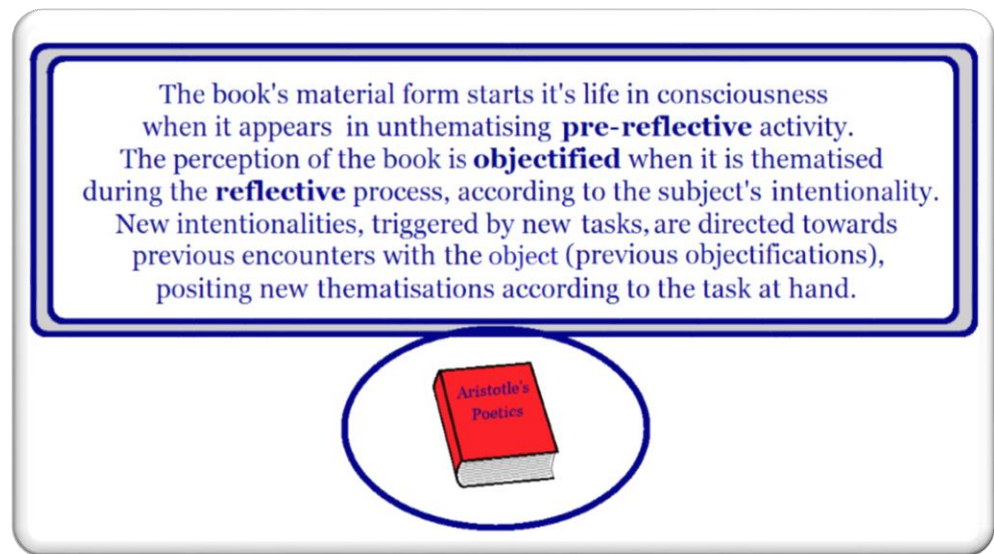 The book's material form starts it's life in consciousness
when it appears in unthematising pre-reflective activity.
The perception of the book is objectified when it is thematised
during the reflective process, according to the subject's intentionality.
New intentionalities, triggered by new tasks, are directed towards
previous encounters with the object (previous objectifications),
positing new thematisations according to the task at hand.
Aristotle's
Poetics